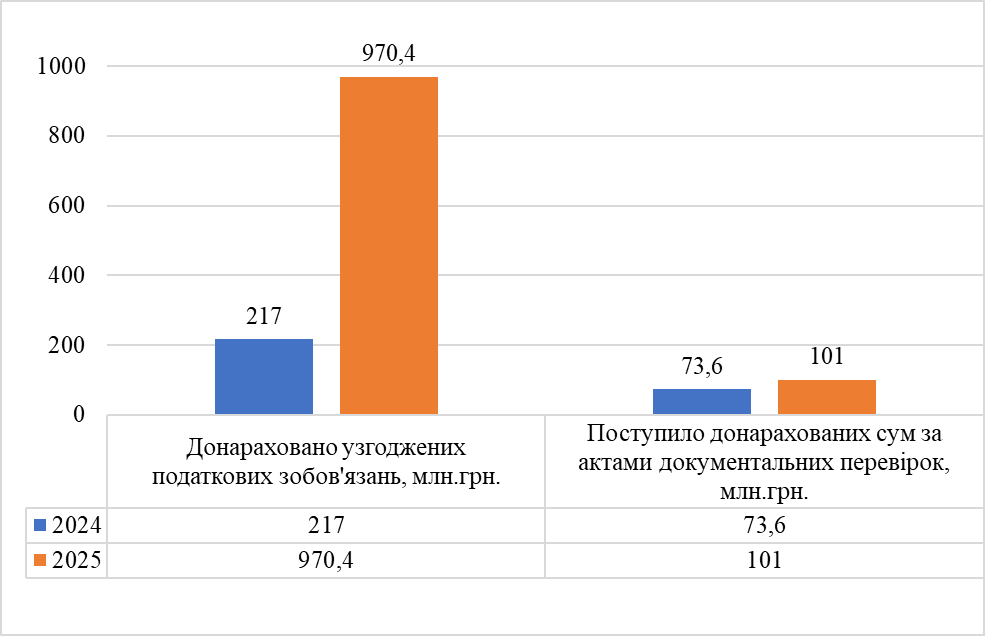 970,4
1000
800
600
400
217
200
73,6
101
0
Донараховано узгоджених
податкових зобов'язань, млн.грн.
Поступило донарахованих сум за
актами документальних перевірок,
млн.грн.
2024 217 73,6
2025 970,4 101